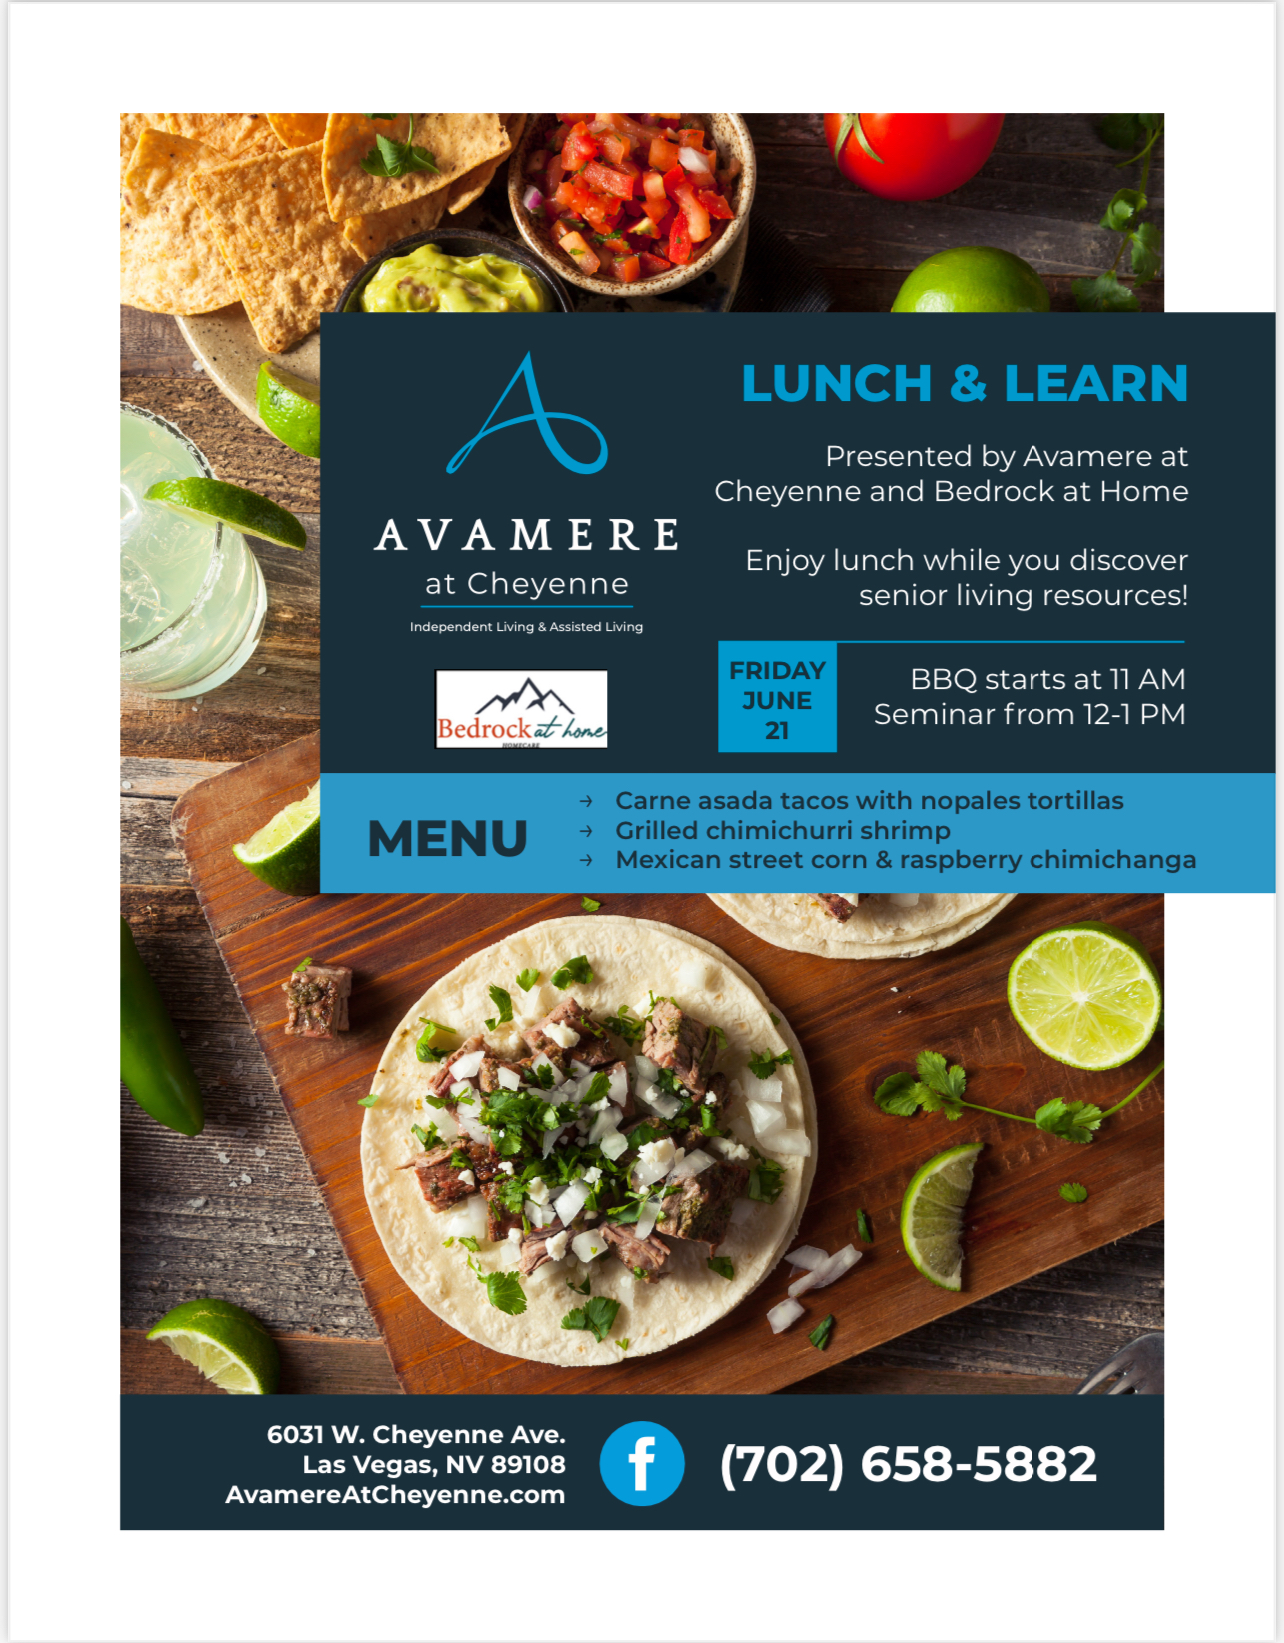 AVAMERE
at Cheyenne
Independent Living & Assisted Living
Bedrock at home
HOMECARE
LUNCH & LEARN
Presented by Avamere at
Cheyenne and Bedrock at Home
Enjoy lunch while you discover
senior living resources!
FRIDAY
JUNE
21
BBQ starts at 11 AM
Seminar from 12-1 PM
MENU
→ Carne asada tacos with nopales tortillas
→ Grilled chimichurri shrimp
→ Mexican street corn & raspberry chimichanga
6031 W. Cheyenne Ave.
Las Vegas, NV 89108
AvamereAtCheyenne.com
f
(702) 658-5882